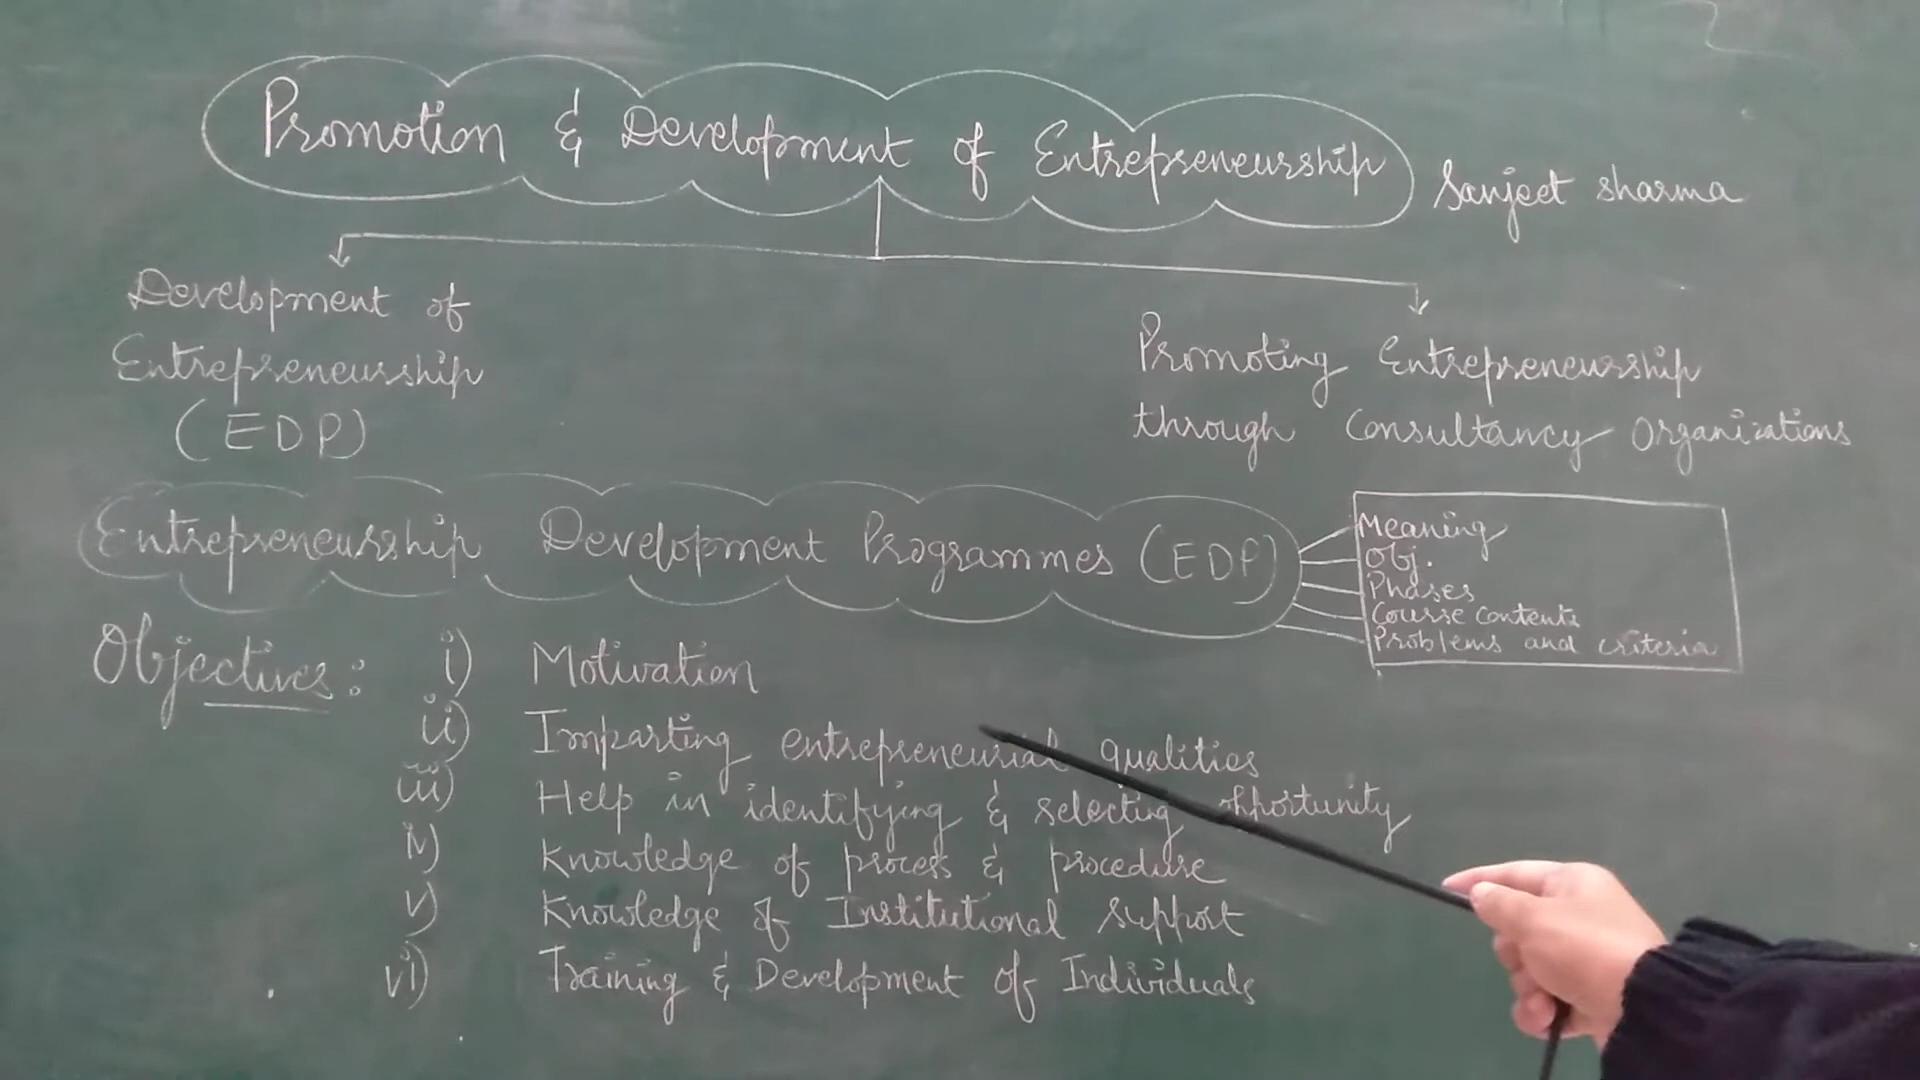 Promotion & Development of Entrepreneurship
Sanjeet sharma
Development of
Entrepreneurship
(EDP)
Promoting Entrepreneurship
through Consultancy Organizations
Entrepreneurship Development Programmes (EDP)
Meaning
Obj.
Phases
Course contents
Problems and criteria
Objectives:
i) Motivation
ii) Imparting entrepreneurial qualities
iii) Help in identifying & selecting opportunity
iv) Knowledge of process & procedure
v) Knowledge of Institutional support
vi) Training & Development of Individuals